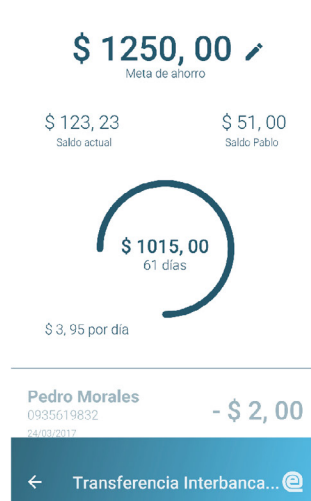 $ 1250, 00
Meta de ahorro
$ 123, 23
Saldo actual
$ 51, 00
Saldo Pablo
$ 1015, 00
61 días
$ 3, 95 por día
Pedro Morales
0935619832
24/03/2017
- $ 2, 00
Transferencia Interbanca...